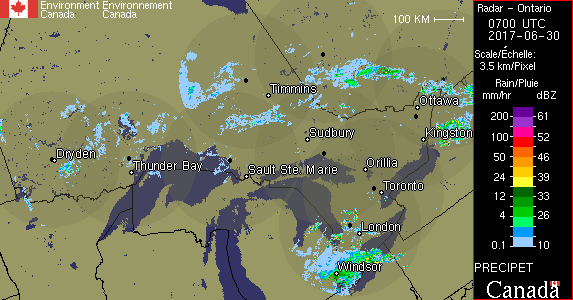 Environment Environnement
Canada Canada
100 KM
Timmins
Ottawa
Sudbury
Kingston
Dryden
Thunder Bay
Sault Ste. Marie
Orillia
Toronto
London
Windsor
Radar - Ontario
0700 UTC
2017-06-30
Scale/Échelle:
3.5 km/Pixel
Rain/Pluie
mm/hr dBZ
200 61
100 52
50 46
24 39
12 33
4 26
0.1 10
PRECIPET
Canada